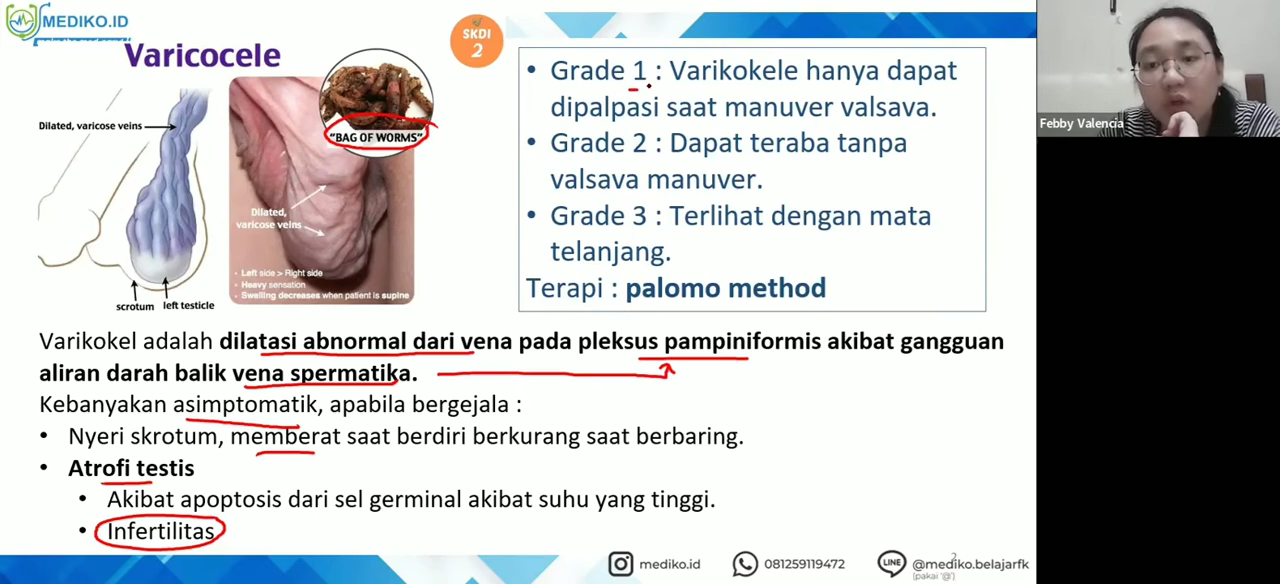 MEDIKO.ID
Varicocele
SKDI
2
Dilated, varicose veins
scrotum
left testicle
"BAG OF WORMS"
Dilated,
varicose veins
• Left side > Right side
• Heavy sensation
• Swelling decreases when patient is supine
• Grade 1 : Varikokele hanya dapat
dipalpasi saat manuver valsava.
• Grade 2 : Dapat teraba tanpa
valsava manuver.
• Grade 3 : Terlihat dengan mata
telanjang.
Terapi : palomo method
Febby Valencia
Varikokel adalah dilatasi abnormal dari vena pada pleksus pampiniformis akibat gangguan
aliran darah balik vena spermatika.
Kebanyakan asimptomatik, apabila bergejala :
• Nyeri skrotum, memberat saat berdiri berkurang saat berbaring.
• Atrofi testis
• Akibat apoptosis dari sel germinal akibat suhu yang tinggi.
• Infertilitas
mediko.id
081259119472
LINE
@mediko.belajarfk
(pakai '@')
2